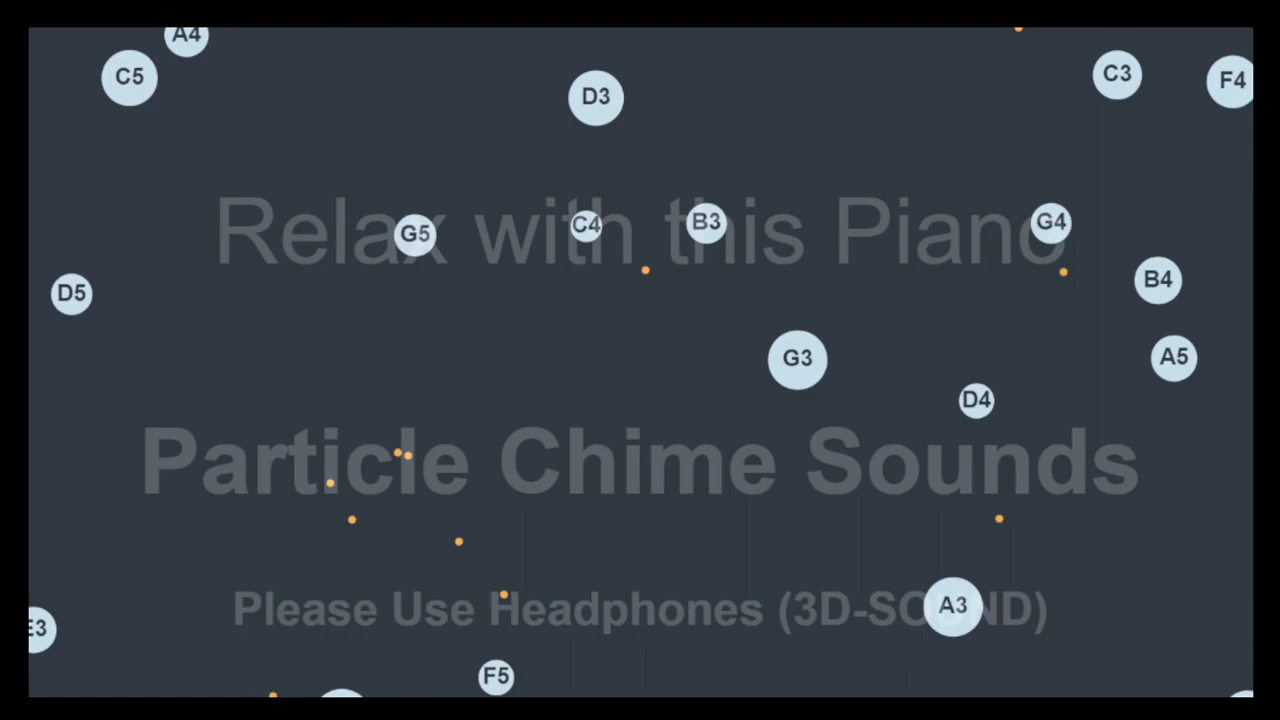 A4
C5
D3
C3
F4
Relax with this Piano
G5
C4
B3
G4
B4
D5
G3
A5
D4
Particle Chime Sounds
Please Use Headphones (3D-SOUND)
A3
E3
F5